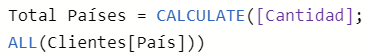 Total Países = CALCULATE([Cantidad];
ALL(Clientes[País]))